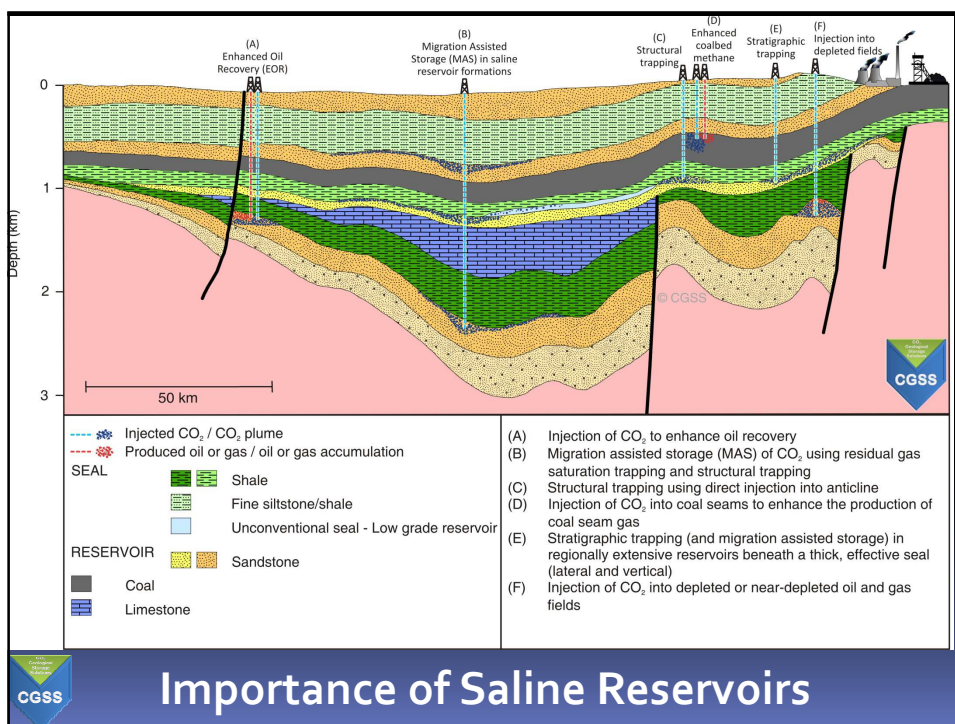 (A)
Enhanced Oil
Recovery (EOR)
(B)
Migration Assisted
Storage (MAS) in saline
reservoir formations
(C)
Structural
trapping
(D)
Enhanced
coalbed
methane
(E)
Stratigraphic
trapping
(F)
Injection into
depleted fields
0
1
2
3
Depth (km)
50 km
© CGSS
CO₂
Geological
Storage
Solutions
CGSS
Injected CO₂ / CO₂ plume
Produced oil or gas / oil or gas accumulation
SEAL
Shale
Fine siltstone/shale
Unconventional seal - Low grade reservoir
RESERVOIR
Sandstone
Coal
Limestone
(A) Injection of CO₂ to enhance oil recovery
(B) Migration assisted storage (MAS) of CO₂ using residual gas
saturation trapping and structural trapping
(C) Structural trapping using direct injection into anticline
(D) Injection of CO₂ into coal seams to enhance the production of
coal seam gas
(E) Stratigraphic trapping (and migration assisted storage) in
regionally extensive reservoirs beneath a thick, effective seal
(lateral and vertical)
(F) Injection of CO₂ into depleted or near-depleted oil and gas
fields
Geological
Storage
Solutions
CGSS
Importance of Saline Reservoirs